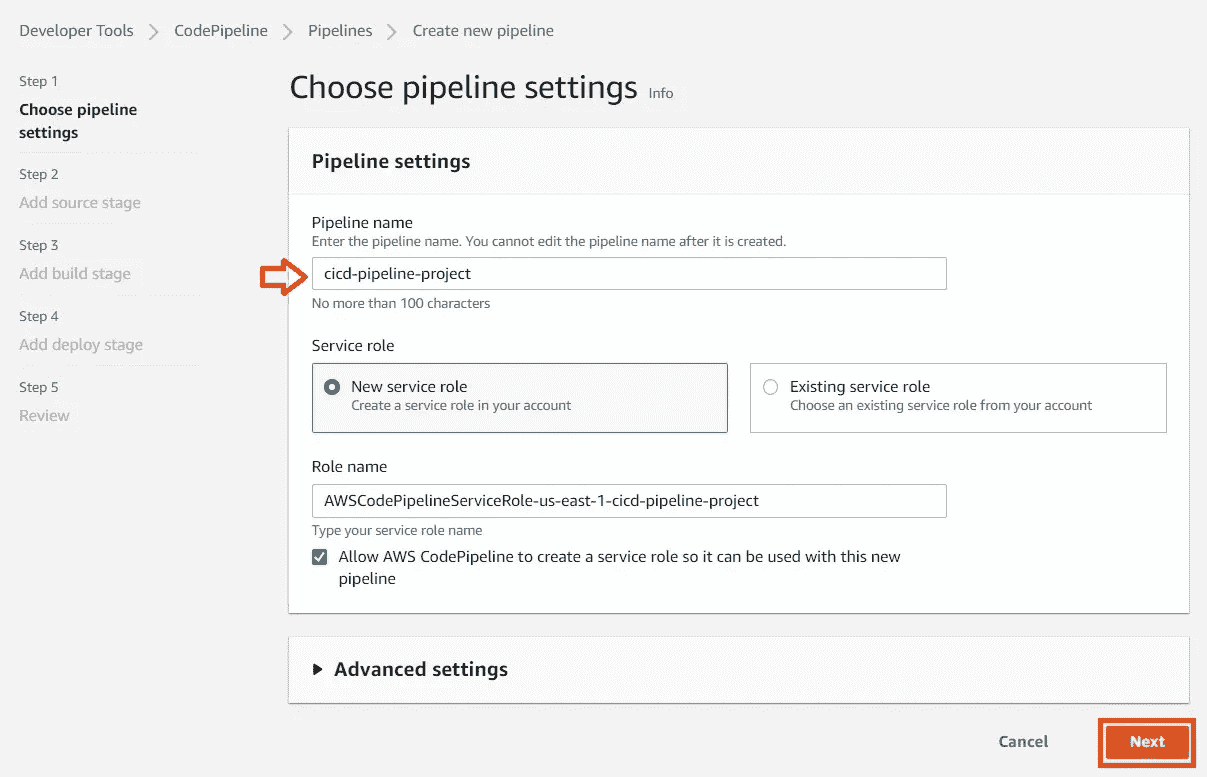 Developer Tools > CodePipeline > Pipelines > Create new pipeline
Step 1
Choose pipeline
settings
Step 2
Add source stage
Step 3
Add build stage
Step 4
Add deploy stage
Step 5
Review
Choose pipeline settings Info
Pipeline settings
Pipeline name
Enter the pipeline name. You cannot edit the pipeline name after it is created.
cicd-pipeline-project
No more than 100 characters
Service role
New service role
Create a service role in your account
Existing service role
Choose an existing service role from your account
Role name
AWSCodePipelineServiceRole-us-east-1-cicd-pipeline-project
Type your service role name
Allow AWS CodePipeline to create a service role so it can be used with this new
pipeline
Advanced settings
Cancel
Next